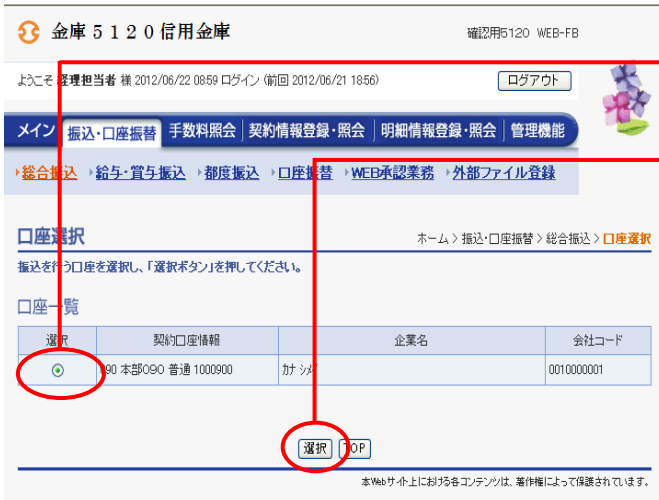 金庫５１２０信用金庫
確認用5120 WEB-FB
ようこそ 経理担当者 様 2012/06/22 0859 ログイン (前回 2012/06/21 1856)
ログアウト
メイン 振込・口座振替 手数料照会 契約情報登録・照会 明細情報登録・照会 管理機能
総合振込 給与・賞与振込 都度振込 口座振替 WEB承認業務 外部ファイル登録
口座選択
ホーム > 振込・口座振替 > 総合振込 > 口座選択
振込を行う口座を選択し、「選択ボタン」を押してください。
口座一覧
選択 契約口座情報 企業名 会社コード
090 本部090 普通 1000900 カナ シメイ 0010000001
選択 TOP
本Webサイト上における各コンテンツは、著作権によって保護されています。